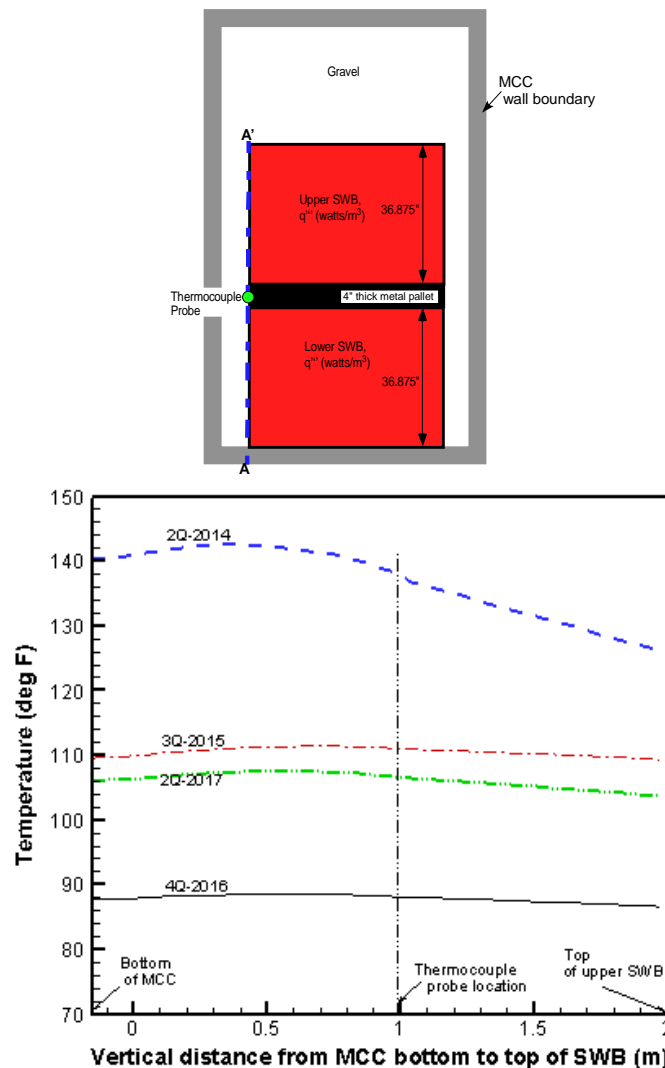 MCC
wall boundary
Gravel
A'
Upper SWB,
q''' (watts/m³)
36.875"
Thermocouple
Probe
4" thick metal pallet
Lower SWB,
q''' (watts/m³)
36.875"
A
150
140
130
120
110
100
90
80
70
Temperature (deg F)
2Q-2014
3Q-2015
2Q-2017
4Q-2016
Bottom
of MCC
Thermocouple
probe location
Top
of upper SWB
0
0.5
1
1.5
2
Vertical distance from MCC bottom to top of SWB (m)